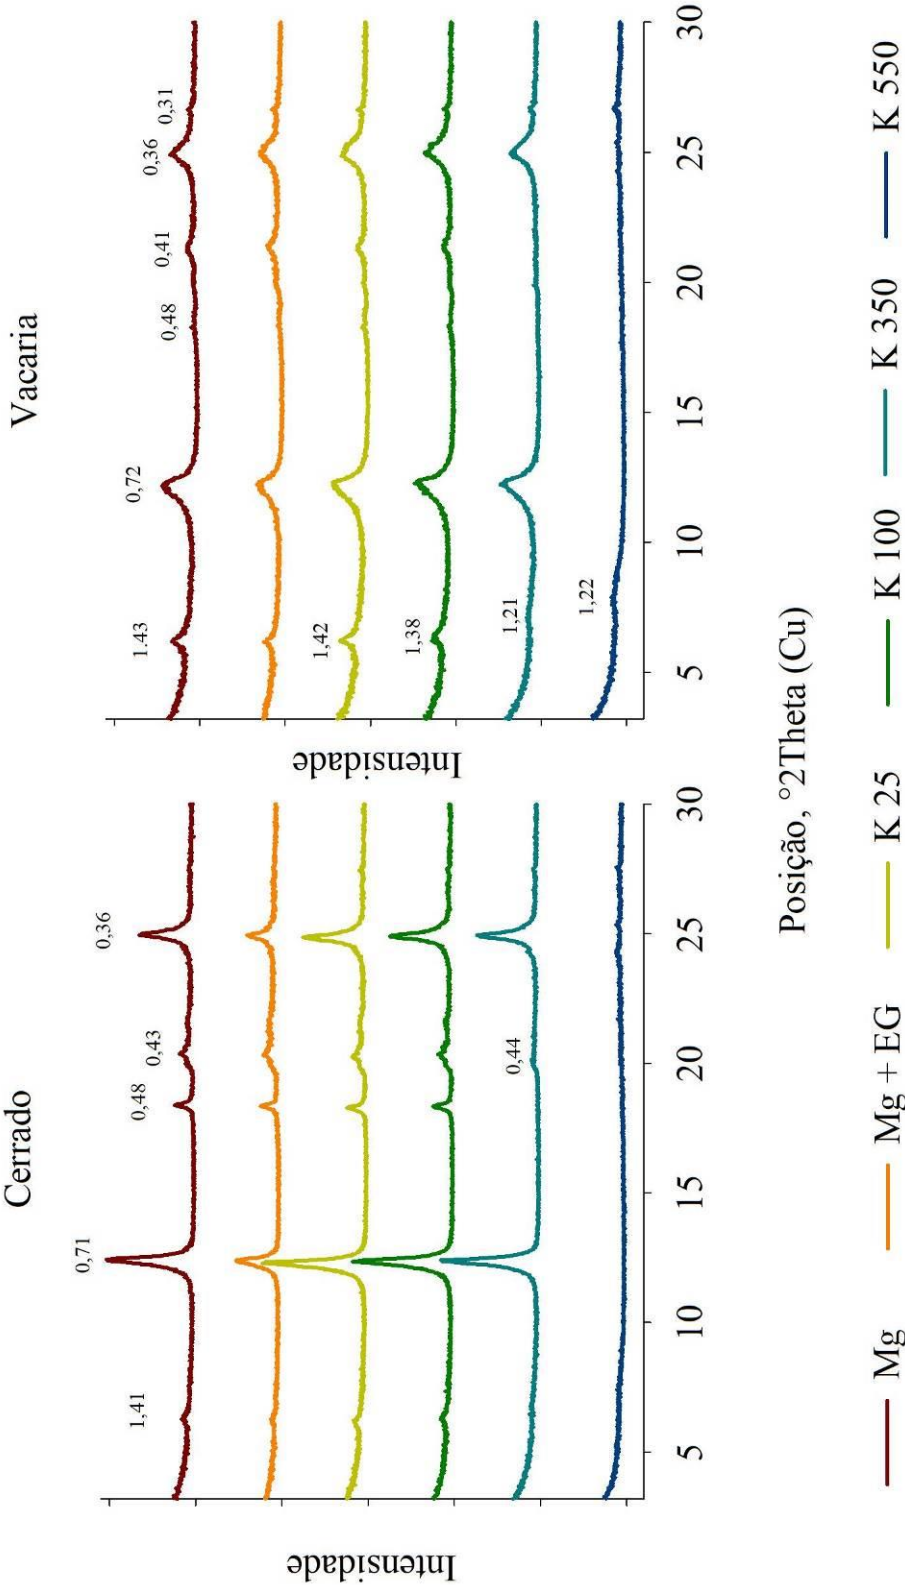 Cerrado
Vacaria
Intensidade
1,41
0,71
0,48
0,43
0,36
0,44
5
10
15
20
25
30
Intensidade
1.43
0,72
0,48
0,41
0,36
0,31
1,42
1,38
1,21
1,22
5
10
15
20
25
30
Posição, °2Theta (Cu)
Mg
Mg + EG
K 25
K 100
K 350
K 550